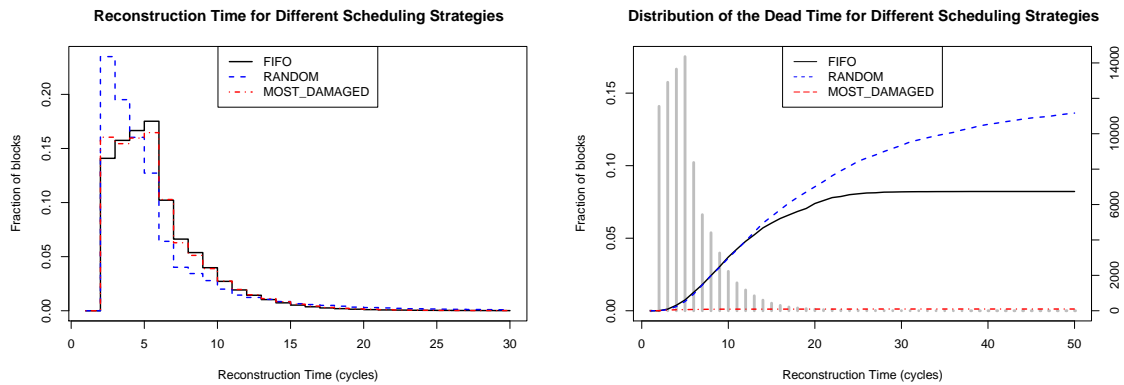 Reconstruction Time for Different Scheduling Strategies
FIFO
RANDOM
MOST_DAMAGED
Fraction of blocks
0.00
0.05
0.10
0.15
0.20
0
5
10
15
20
25
30
Reconstruction Time (cycles)
Distribution of the Dead Time for Different Scheduling Strategies
FIFO
RANDOM
MOST_DAMAGED
Fraction of blocks
0.00
0.05
0.10
0.15
0
2000
6000
10000
14000
0
10
20
30
40
50
Reconstruction Time (cycles)